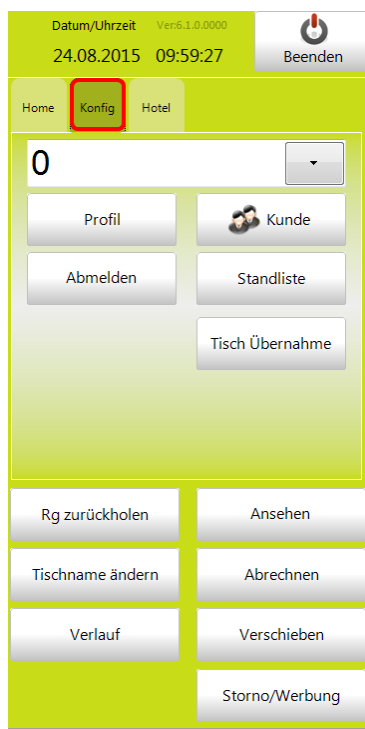 Datum/Uhrzeit Ver:6.1.0.0000
24.08.2015 09:59:27
Beenden
Home Konfig Hotel
0
Profil Kunde
Abmelden Standliste
Tisch Übernahme
Rg zurückholen Ansehen
Tischname ändern Abrechnen
Verlauf Verschieben
Storno/Werbung